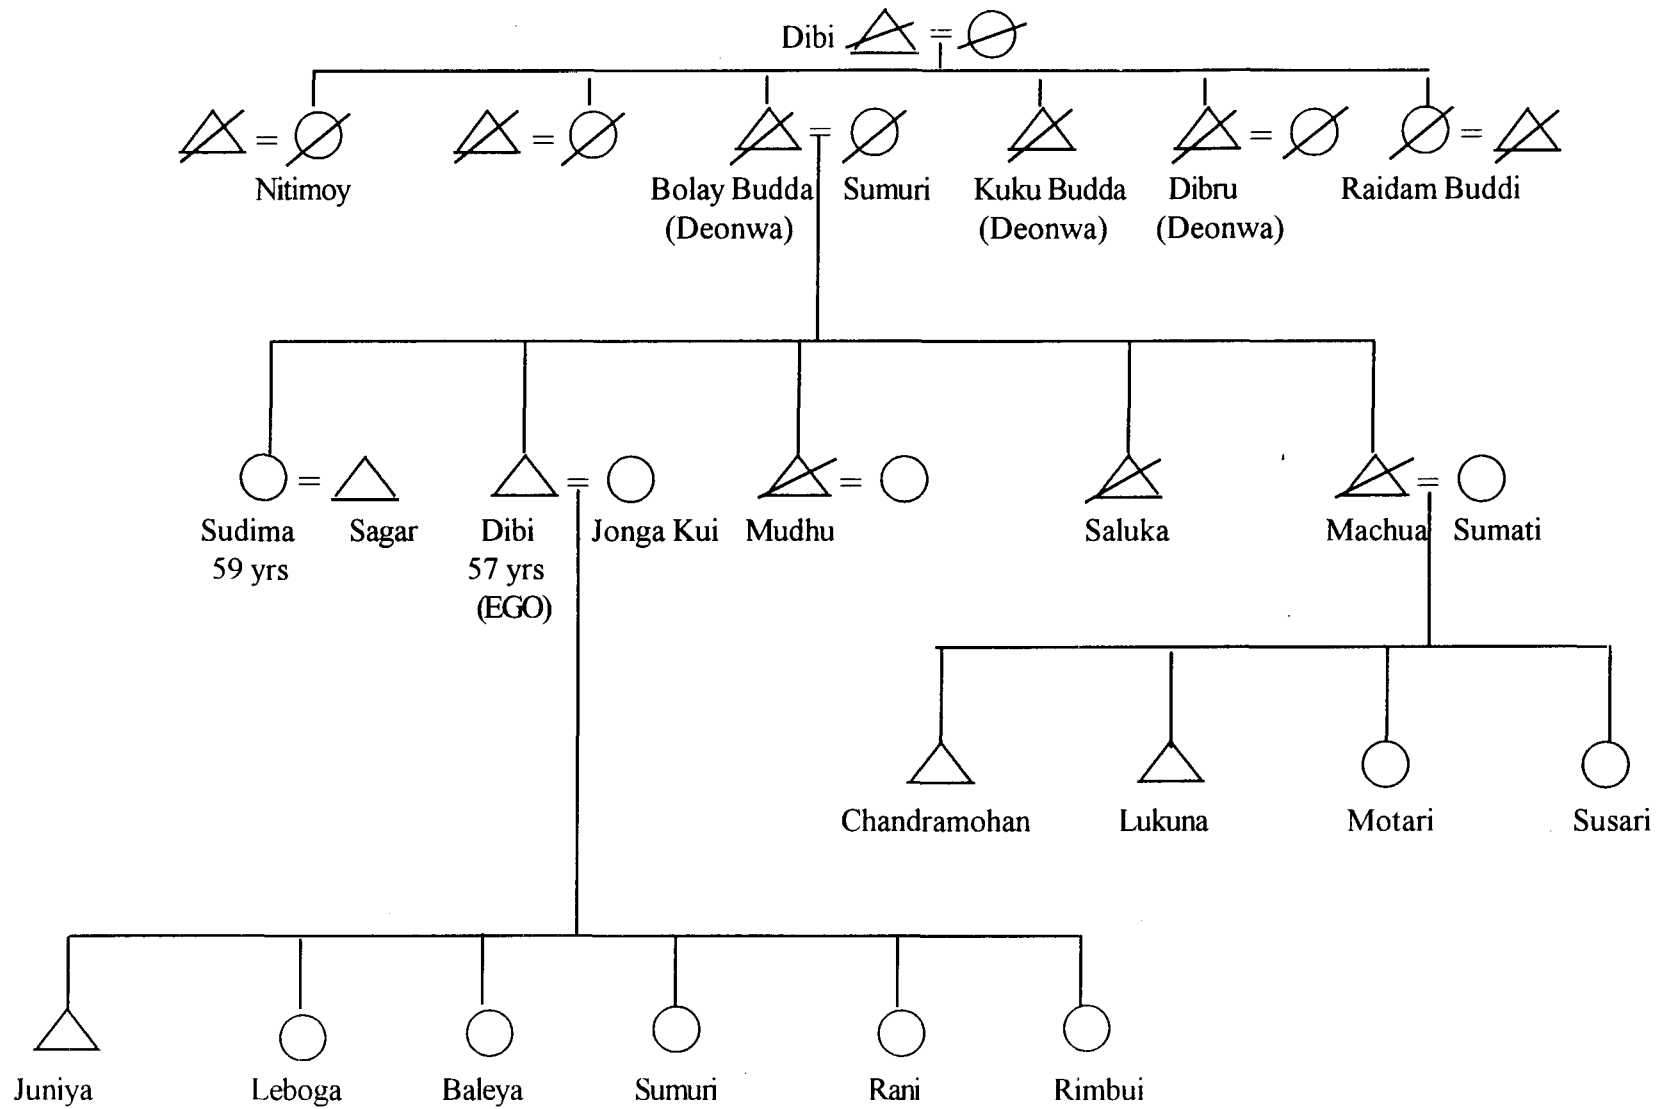 Dibi =
= = = = =
Nitimoy Bolay Budda Sumuri Kuku Budda Dibru Raidam Buddi
(Deonwa) (Deonwa) (Deonwa)
= = = =
Sudima Sagar Dibi Jonga Kui Mudhu Saluka Machua Sumati
59 yrs 57 yrs
(EGO)
Chandramohan Lukuna Motari Susari
Juniya Leboga Baleya Sumuri Rani Rimbui